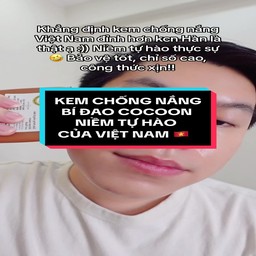 Khẳng định kem chống nắng
Việt Nam đỉnh hơn kcn Hàn là
thật ạ :)) Niềm tự hào thực sự
🥹 Bảo vệ tốt, chỉ số cao,
công thức xịn!!
KEM CHỐNG NẮNG
BÍ ĐAO COCOON
NIỀM TỰ HÀO
CỦA VIỆT NAM 🇻🇳